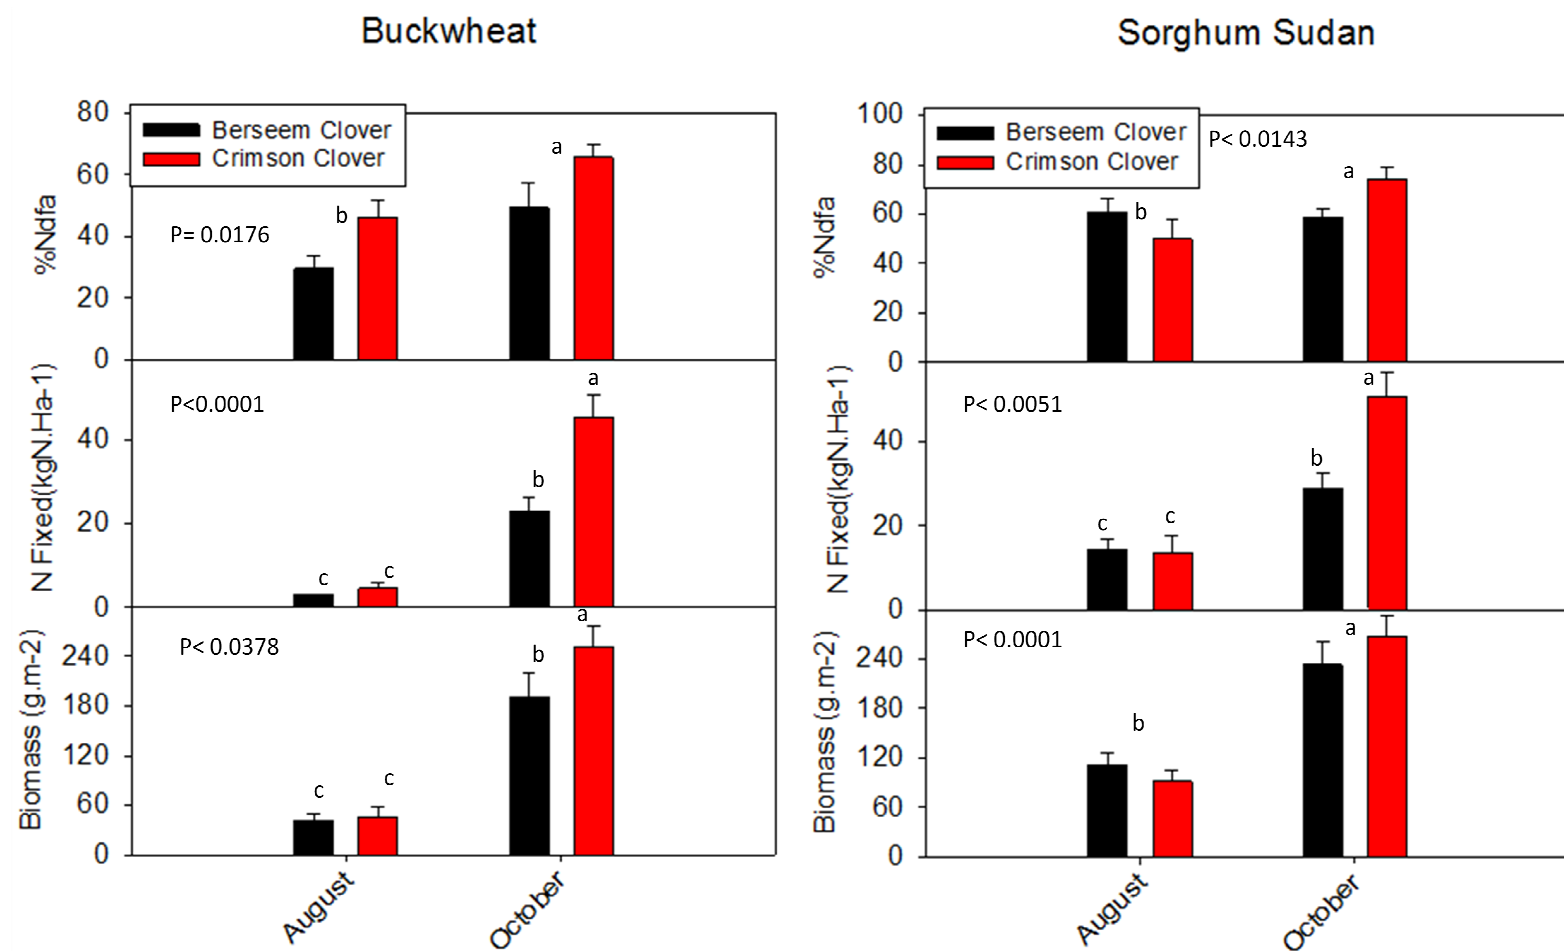 Buckwheat
Sorghum Sudan
80
60
40
20
0
%Ndfa
Berseem Clover
Crimson Clover
P= 0.0176
b
a
40
20
0
N Fixed(kgN.Ha-1)
P<0.0001
c
c
b
a
240
180
120
60
0
Biomass (g.m-2)
P< 0.0378
c
c
b
a
August
October
100
80
60
40
20
0
%Ndfa
Berseem Clover
Crimson Clover
P< 0.0143
b
a
40
20
0
N Fixed(kgN.Ha-1)
P< 0.0051
c
c
b
a
240
180
120
60
0
Biomass (g.m-2)
P< 0.0001
b
a
August
October